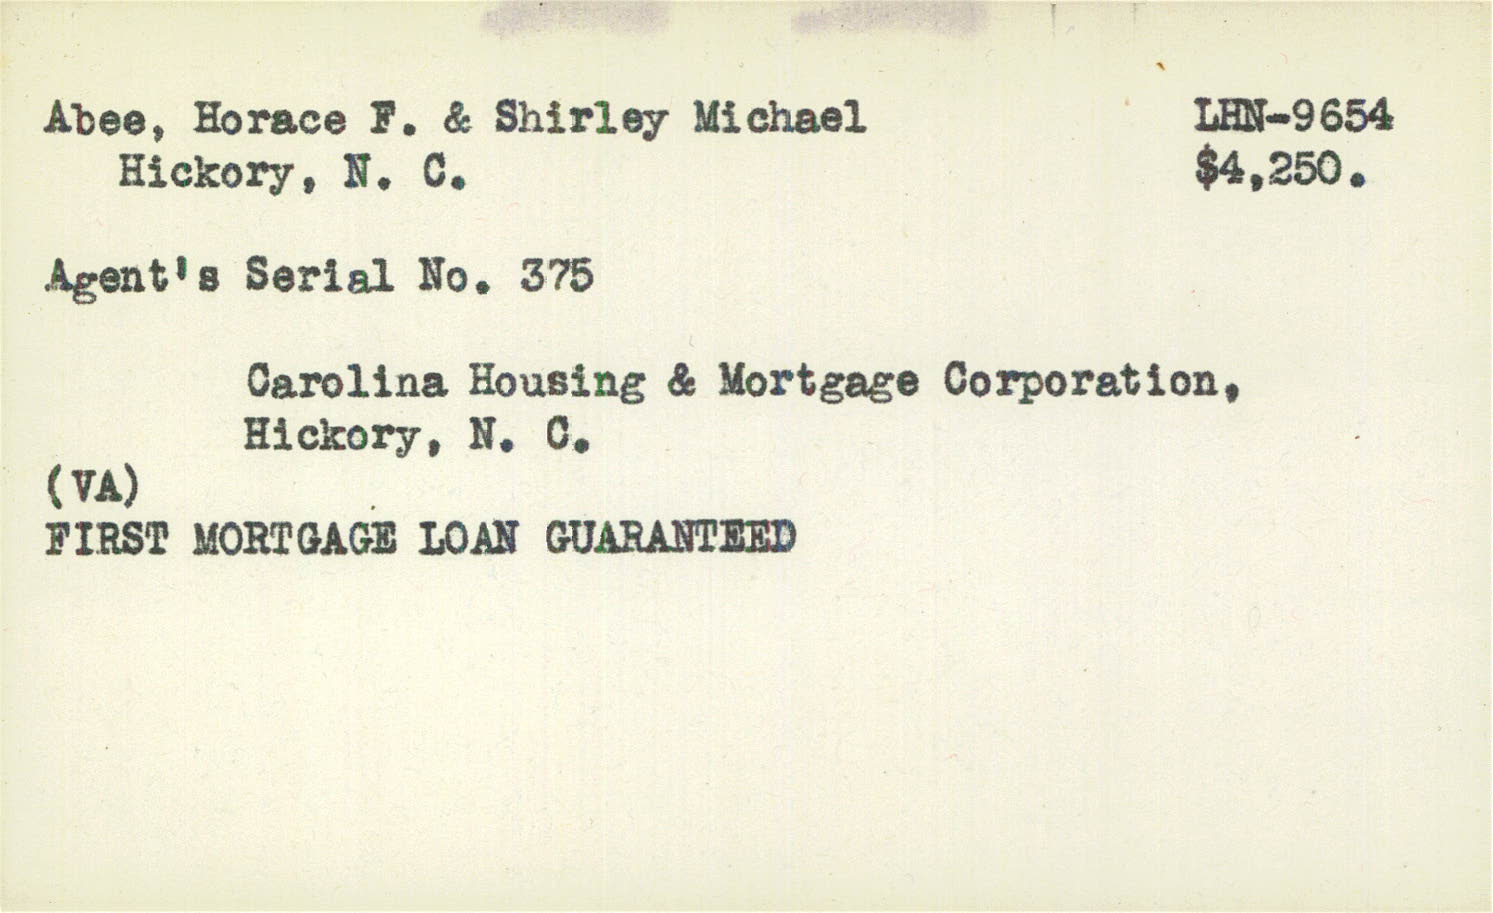 Abee, Horace F. & Shirley Michael LHN-9654
Hickory, N. C. $4,250.
Agent's Serial No. 375
Carolina Housing & Mortgage Corporation,
Hickory, N. C.
(VA)
FIRST MORTGAGE LOAN GUARANTEED